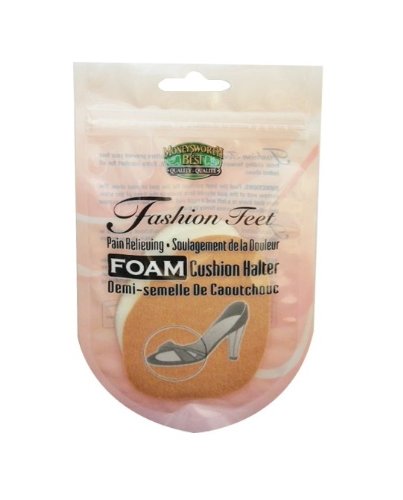 MONEYSWORTH
& BEST
QUALITY • QUALITÉ
Fashion Feet
Pain Relieving • Soulagement de la Douleur
FOAM Cushion Halter
Demi-semelle De Caoutchouc